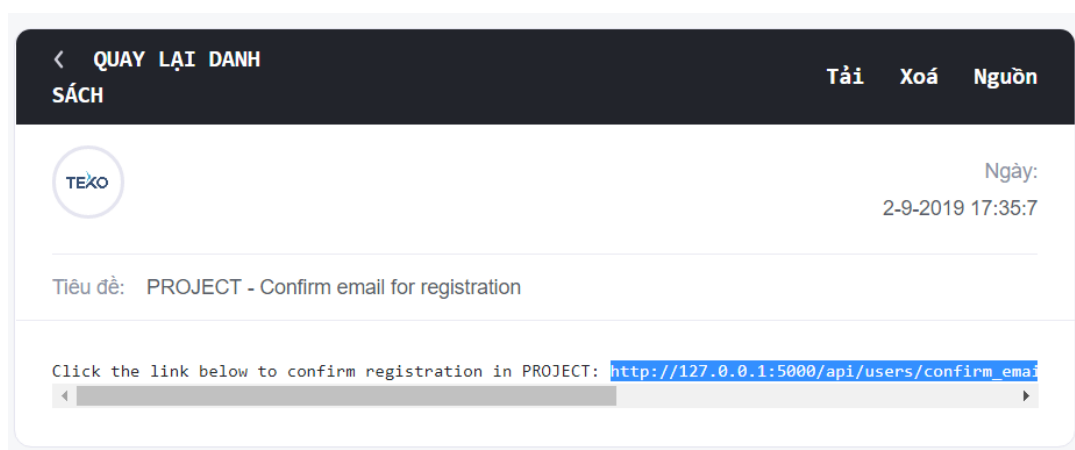 QUAY LẠI DANH
SÁCH
Tải Xoá Nguồn
TEXO
Ngày:
2-9-2019 17:35:7
Tiêu đề: PROJECT - Confirm email for registration
Click the link below to confirm registration in PROJECT: http://127.0.0.1:5000/api/users/confirm_emai